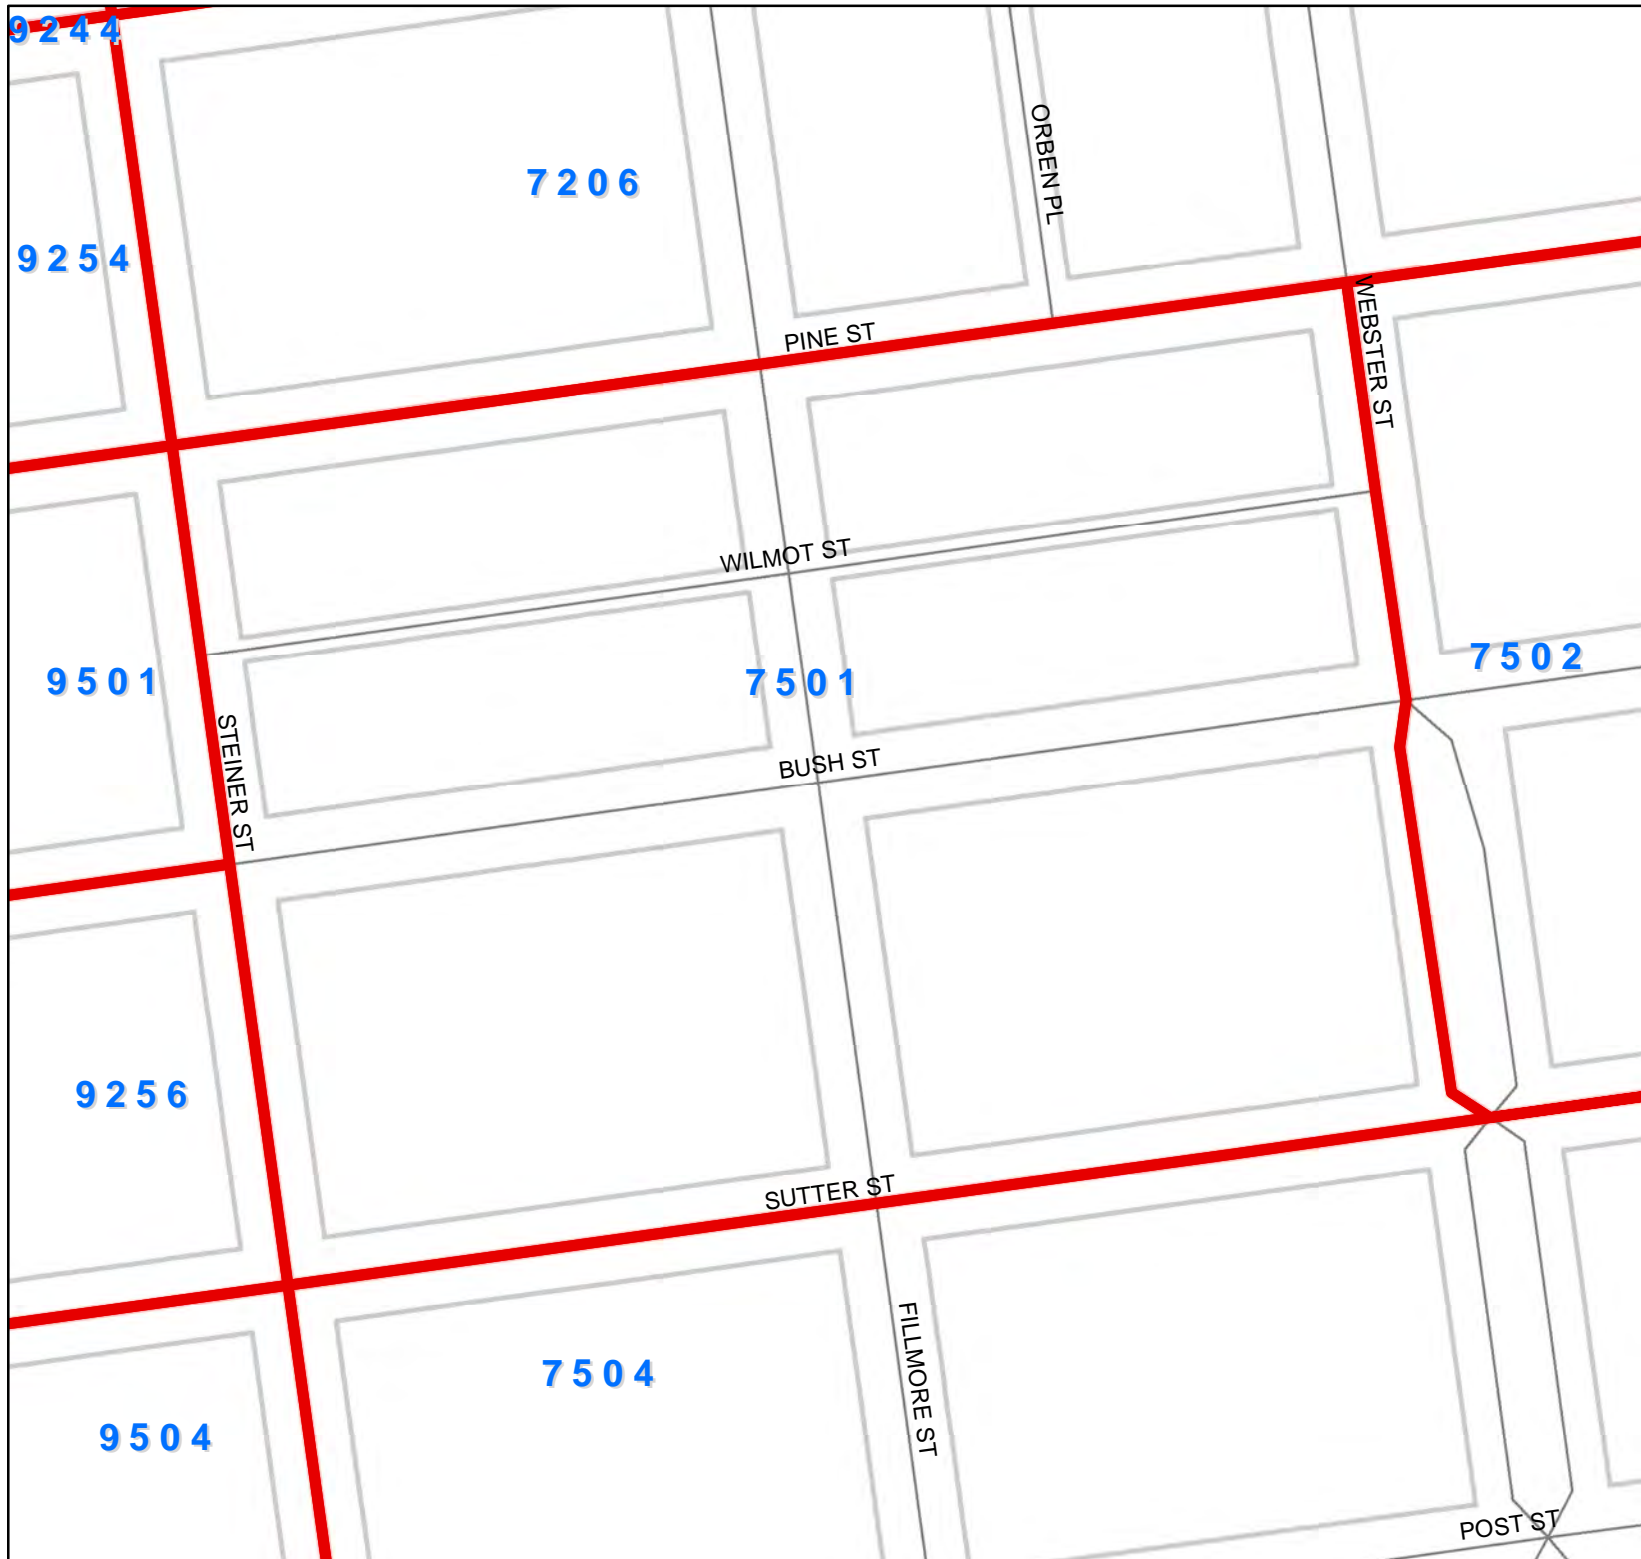 9244
ORBEN PL
7206
9254
PINE ST
WEBSTER ST
WILMOT ST
9501
7501
7502
STEINER ST
BUSH ST
9256
SUTTER ST
FILLMORE ST
7504
9504
POST ST